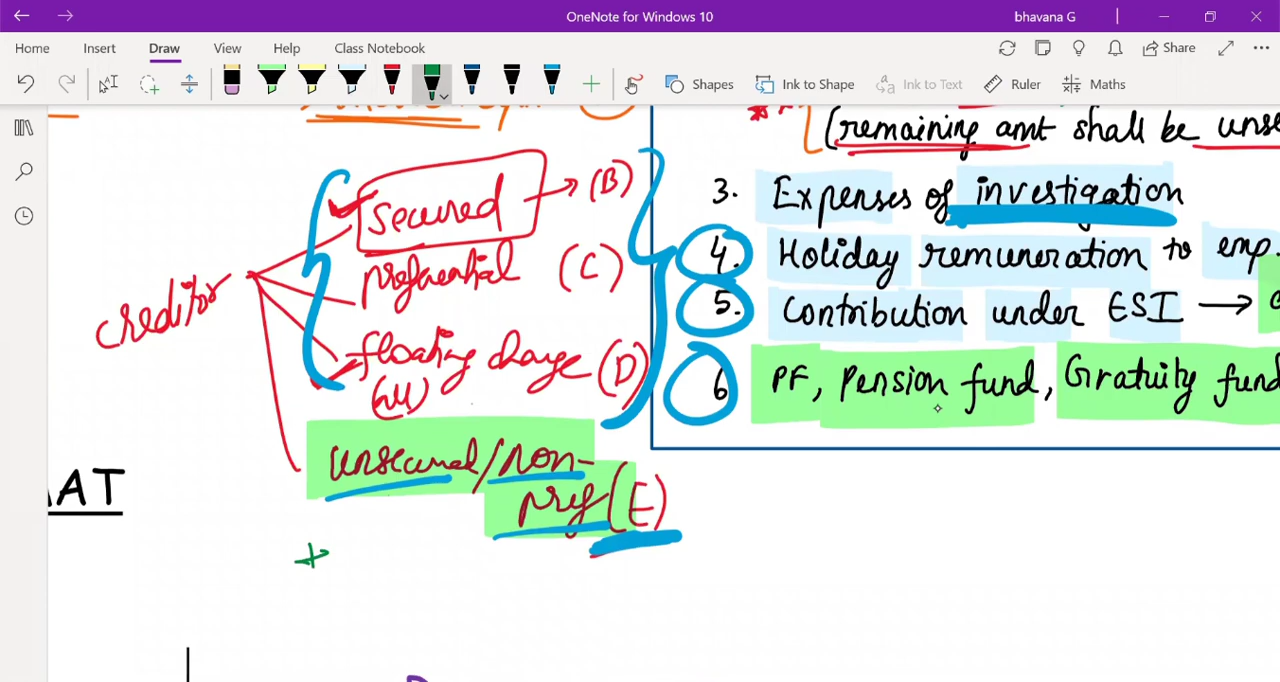 OneNote for Windows 10
bhavana G
Home Insert Draw View Help Class Notebook
Share
Shapes Ink to Shape Ink to Text Ruler Maths
(remaining amt shall be unse
3. Expenses of investigation
4. Holiday remuneration to emp
5. Contribution under ESI →
6 PF, Pension fund, Gratuity fund
creditor
secured → (B)
prefrential (C)
floating charge (D)
unsecured/non-
pref (E)
+
AT